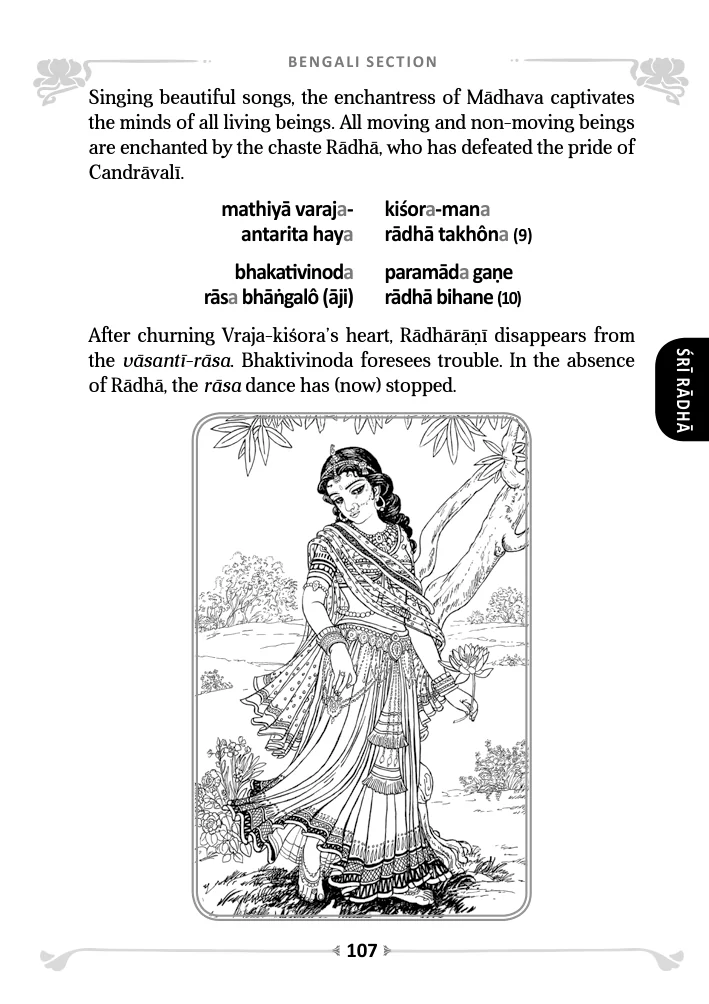 BENGALI SECTION
Singing beautiful songs, the enchantress of Mādhava captivates
the minds of all living beings. All moving and non-moving beings
are enchanted by the chaste Rādhā, who has defeated the pride of
Candrāvalī.
mathiyā varaja- kiśora-mana
antarita haya rādhā takhôna (9)
bhakativinoda paramāda gaṇe
rāsa bhāṅgalô (āji) rādhā bihane (10)
After churning Vraja-kiśora’s heart, Rādhārāṇī disappears from
the vāsantī-rāsa. Bhaktivinoda foresees trouble. In the absence
of Rādhā, the rāsa dance has (now) stopped.
ŚRĪ RĀDHĀ
107